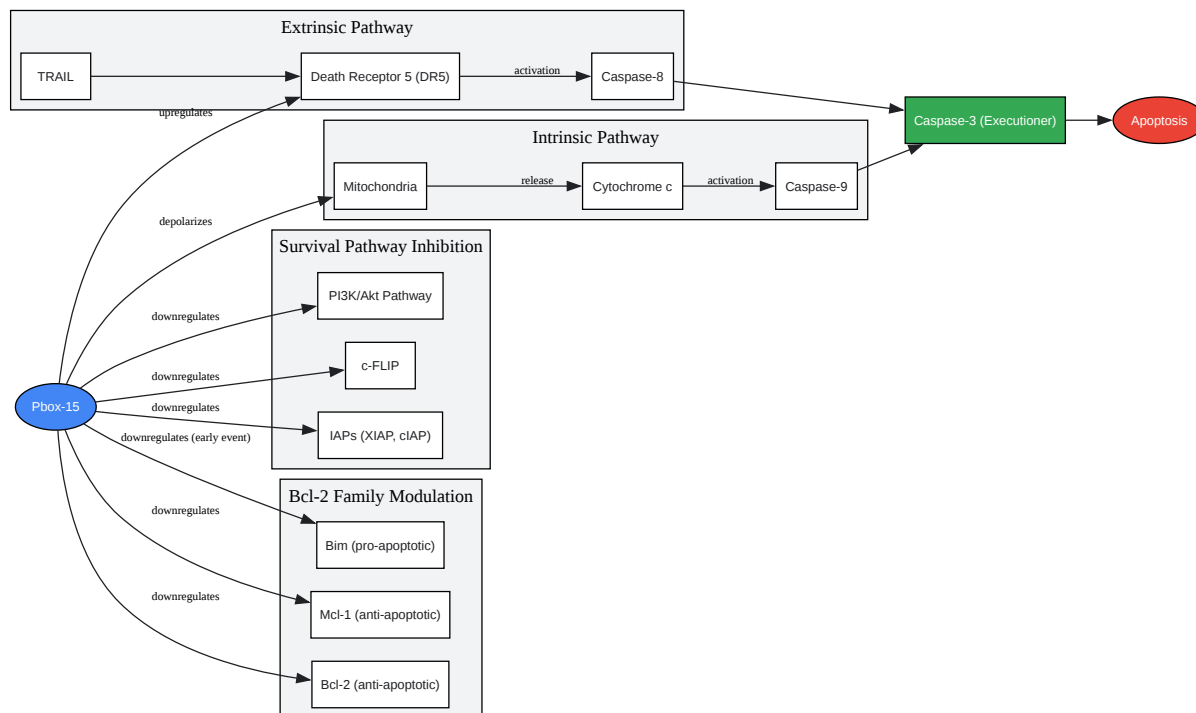 Extrinsic Pathway
TRAIL
Death Receptor 5 (DR5)
activation
Caspase-8
upregulates
Caspase-3 (Executioner)
Apoptosis
Intrinsic Pathway
Mitochondria
release
Cytochrome c
activation
Caspase-9
depolarizes
Survival Pathway Inhibition
PI3K/Akt Pathway
downregulates
c-FLIP
downregulates
Pbox-15
downregulates
IAPs (XIAP, cIAP)
downregulates (early event)
Bcl-2 Family Modulation
downregulates
Bim (pro-apoptotic)
downregulates
Mcl-1 (anti-apoptotic)
Bcl-2 (anti-apoptotic)